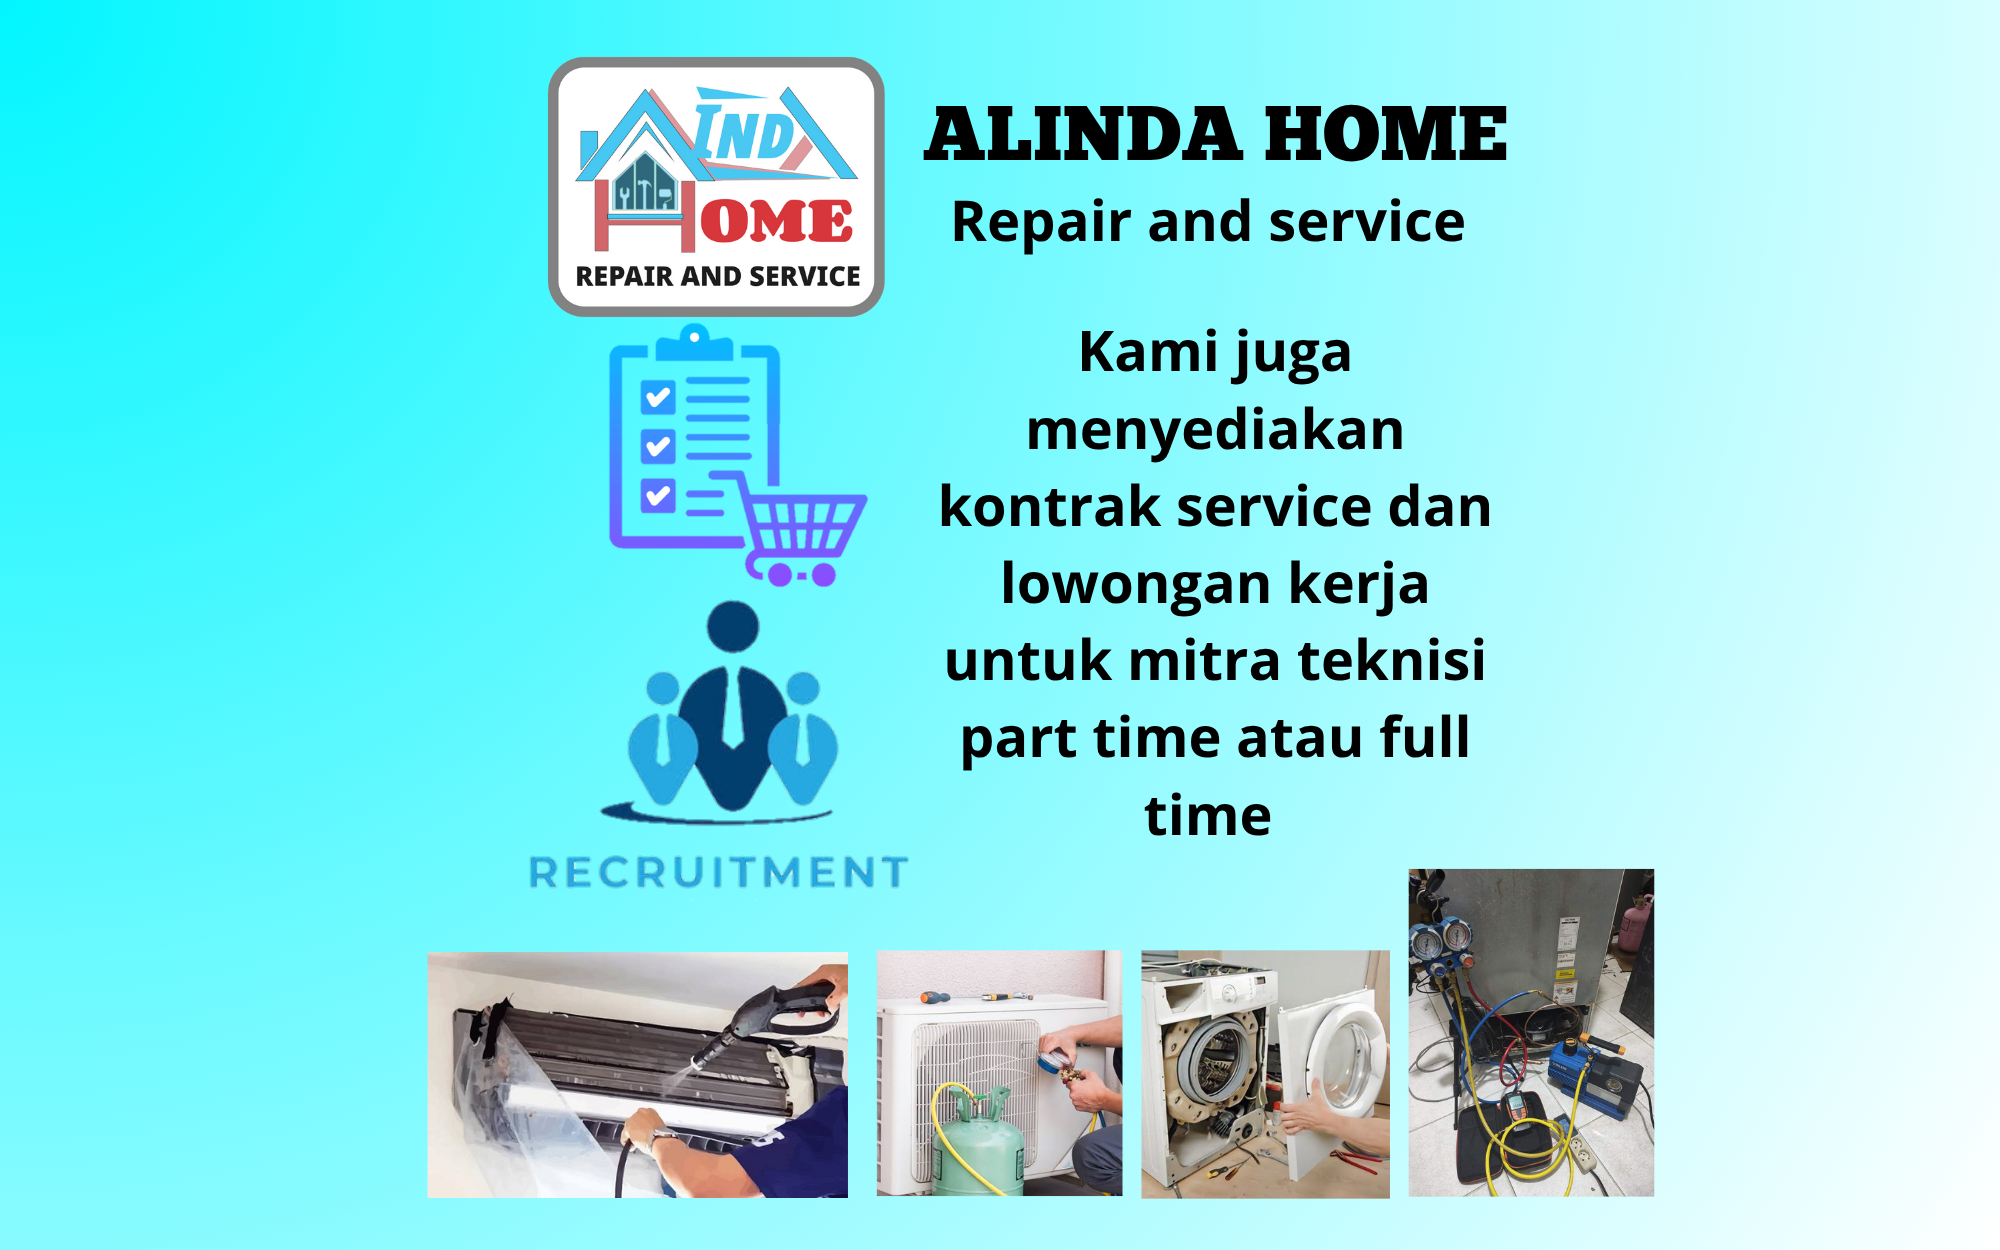 IND
HOME
REPAIR AND SERVICE
ALINDA HOME
Repair and service
Kami juga
menyediakan
kontrak service dan
lowongan kerja
untuk mitra teknisi
part time atau full
time
RECRUITMENT